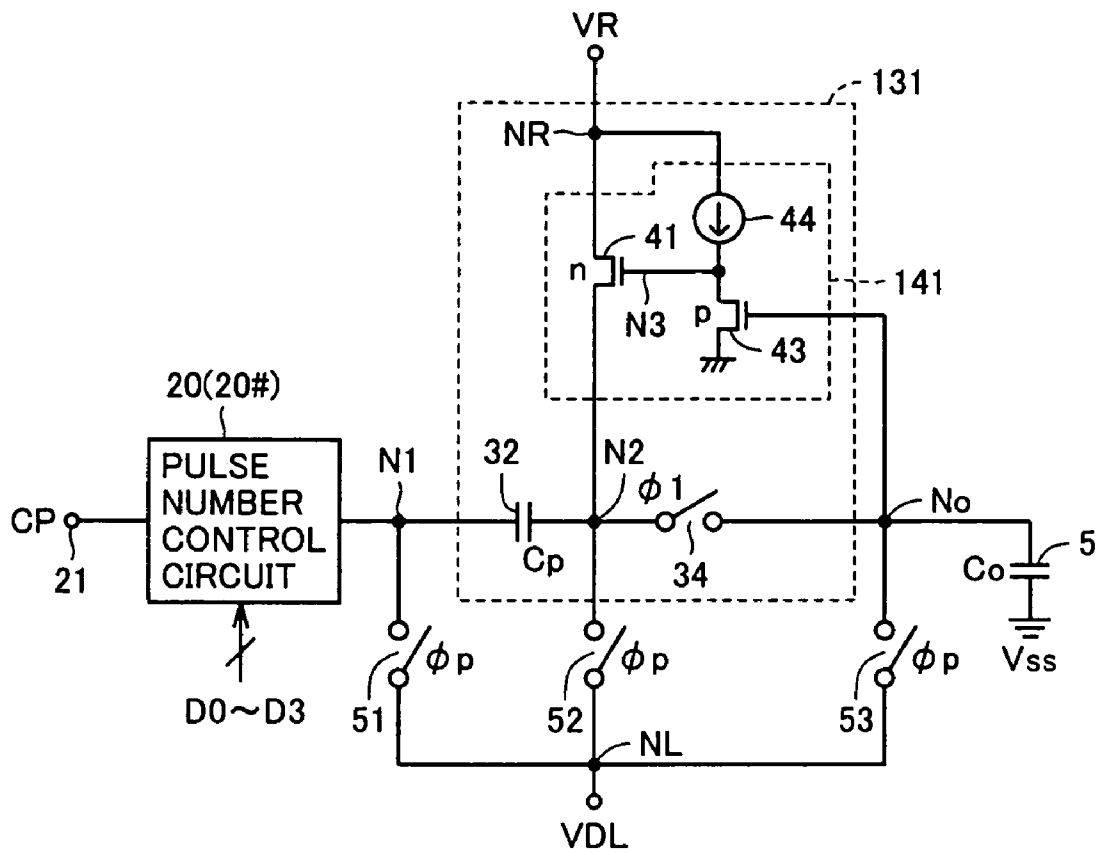 VR
131
NR
44
41
n
N3
141
p
43
20(20#)
PULSE
NUMBER
CONTROL
CIRCUIT
N1
32
N2
ϕ1
No
CP
21
Cp
34
Co
5
Vss
D0～D3
51
ϕp
52
ϕp
53
ϕp
NL
VDL